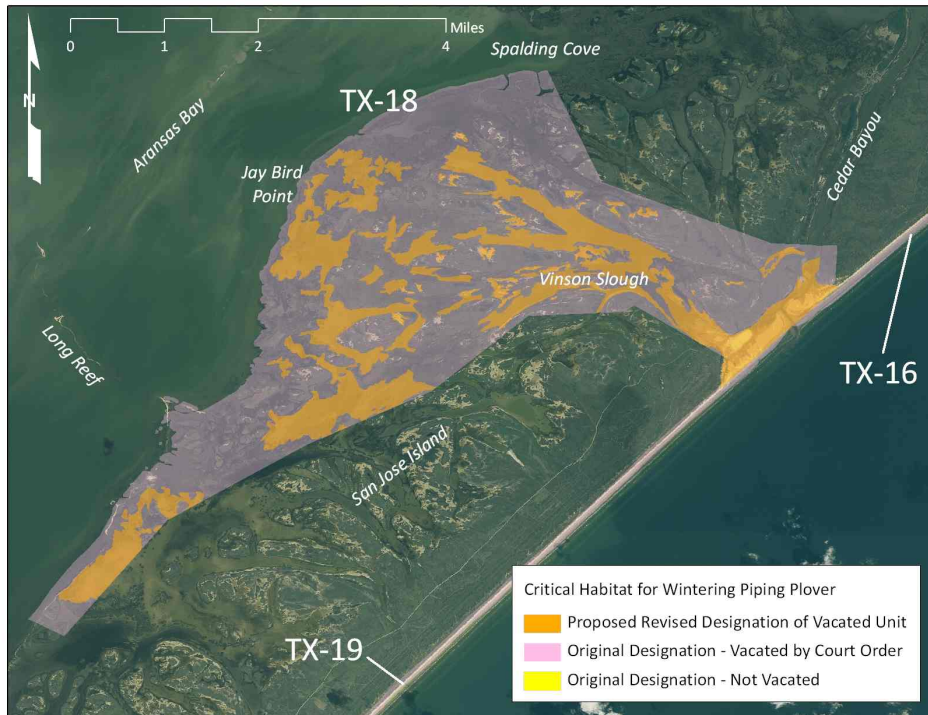 0
1
2
4
Miles
Spalding Cove
TX-18
N
Aransas Bay
Jay Bird
Point
Cedar Bayou
Vinson Slough
TX-16
Long Reef
San Jose Island
TX-19
Critical Habitat for Wintering Piping Plover
Proposed Revised Designation of Vacated Unit
Original Designation - Vacated by Court Order
Original Designation - Not Vacated